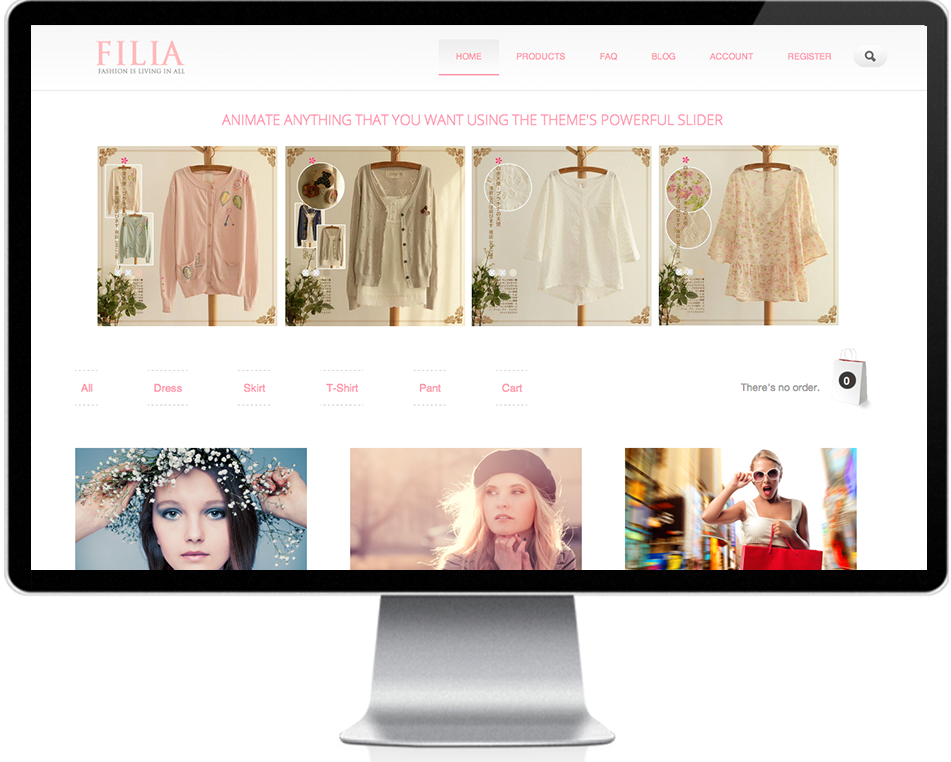 FILIA
FASHION IS LIVING IN ALL
HOME PRODUCTS FAQ BLOG ACCOUNT REGISTER
ANIMATE ANYTHING THAT YOU WANT USING THE THEME'S POWERFUL SLIDER
All Dress Skirt T-Shirt Pant Cart There's no order. 0